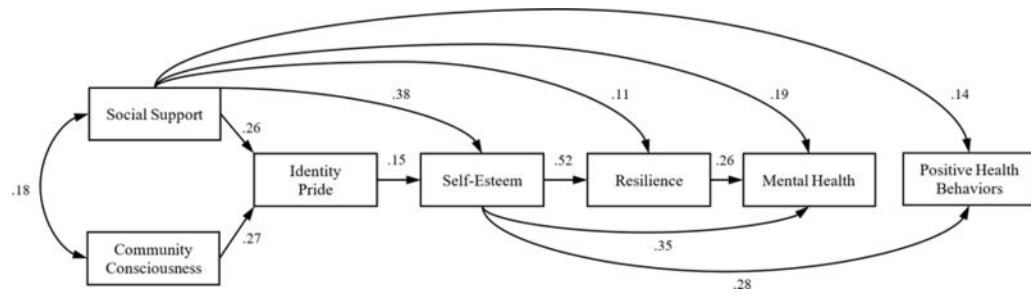 .14
.19
.11
.38
Social Support
.26
.18
Identity
Pride
.15
Self-Esteem
.52
Resilience
.26
Mental Health
Positive Health
Behaviors
.27
Community
Consciousness
.35
.28